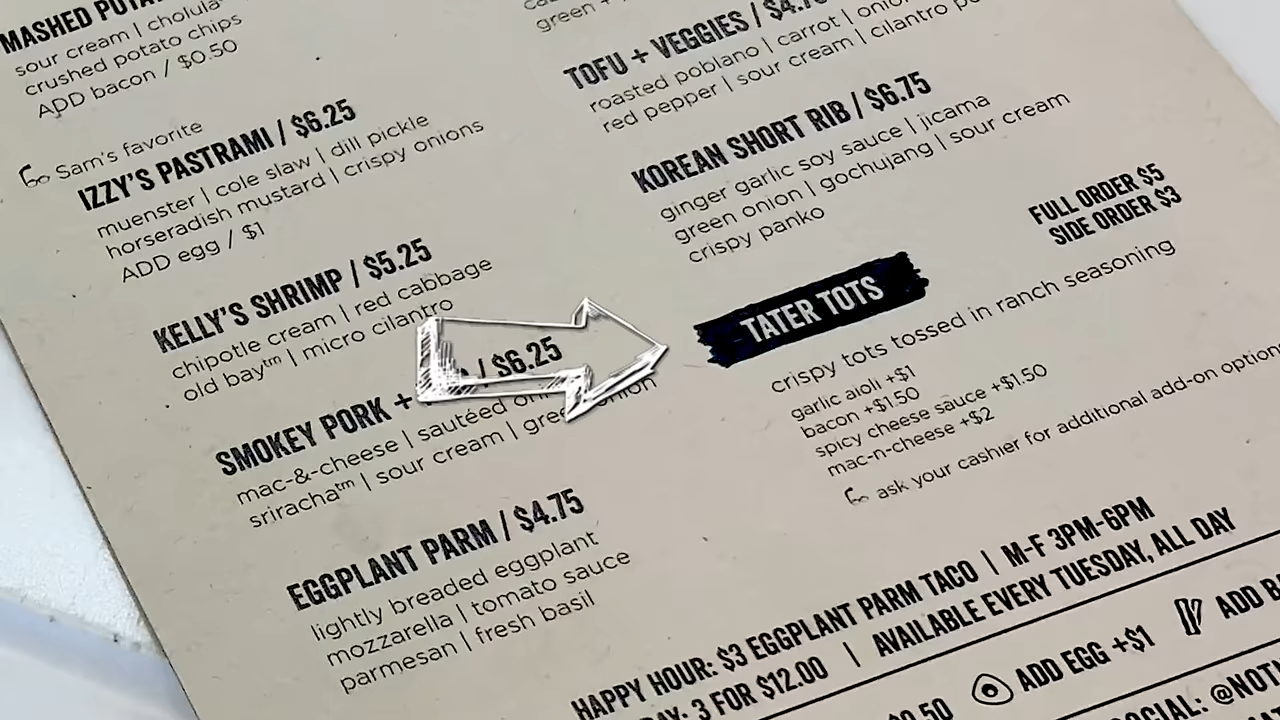 MASHED
sour cream | cholula
crushed potato chips
ADD bacon / $0.50
Sam's favorite
IZZY'S PASTRAMI / $6.25
muenster | cole slaw | dill pickle
horseradish mustard | crispy onions
ADD egg / $1
KELLY'S SHRIMP / $5.25
chipotle cream | red cabbage
old bay™ | micro cilantro
SMOKEY PORK + / $6.25
mac-&-cheese | sautéed
sriracha™ | sour cream | green onion
EGGPLANT PARM / $4.75
lightly breaded eggplant
mozzarella | tomato sauce
parmesan | fresh basil
green +
TOFU + VEGGIES / $4.75
roasted poblano | carrot | onion
red pepper | sour cream | cilantro
KOREAN SHORT RIB / $6.75
ginger garlic soy sauce | jicama
green onion | gochujang | sour cream
crispy panko
FULL ORDER $5
SIDE ORDER $3
TATER TOTS
crispy tots tossed in ranch seasoning
garlic aioli +$1
bacon +$1.50
spicy cheese sauce +$1.50
mac-n-cheese +$2
ask your cashier for additional add-on options
HAPPY HOUR: $3 EGGPLANT PARM TACO | M-F 3PM-6PM
DAY: 3 FOR $12.00 | AVAILABLE EVERY TUESDAY, ALL DAY
$0.50 ADD EGG +$1 ADD
SOCIAL: